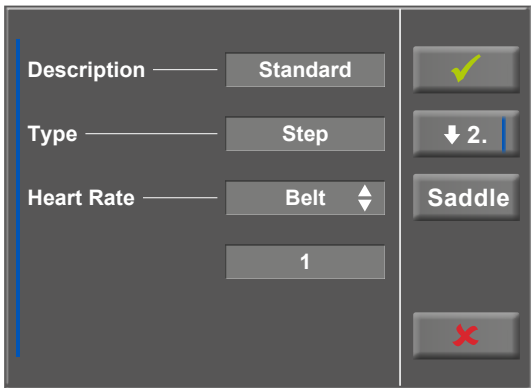 Description Standard
Type Step
Heart Rate Belt
1
2.
Saddle